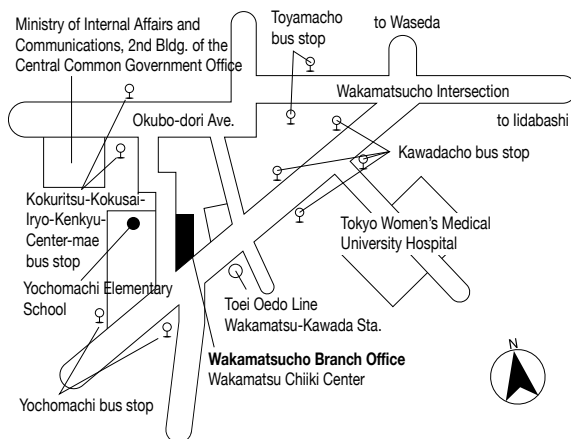 Ministry of Internal Affairs and
Communications, 2nd Bldg. of the
Central Common Government Office
Toyamacho
bus stop
to Waseda
Wakamatsucho Intersection
Okubo-dori Ave.
to Iidabashi
Kawadacho bus stop
Kokuritsu-Kokusai-
Iryo-Kenkyu-
Center-mae
bus stop
Tokyo Women's Medical
University Hospital
Yochomachi Elementary
School
Toei Oedo Line
Wakamatsu-Kawada Sta.
Wakamatsucho Branch Office
Wakamatsu Chiiki Center
Yochomachi bus stop
N